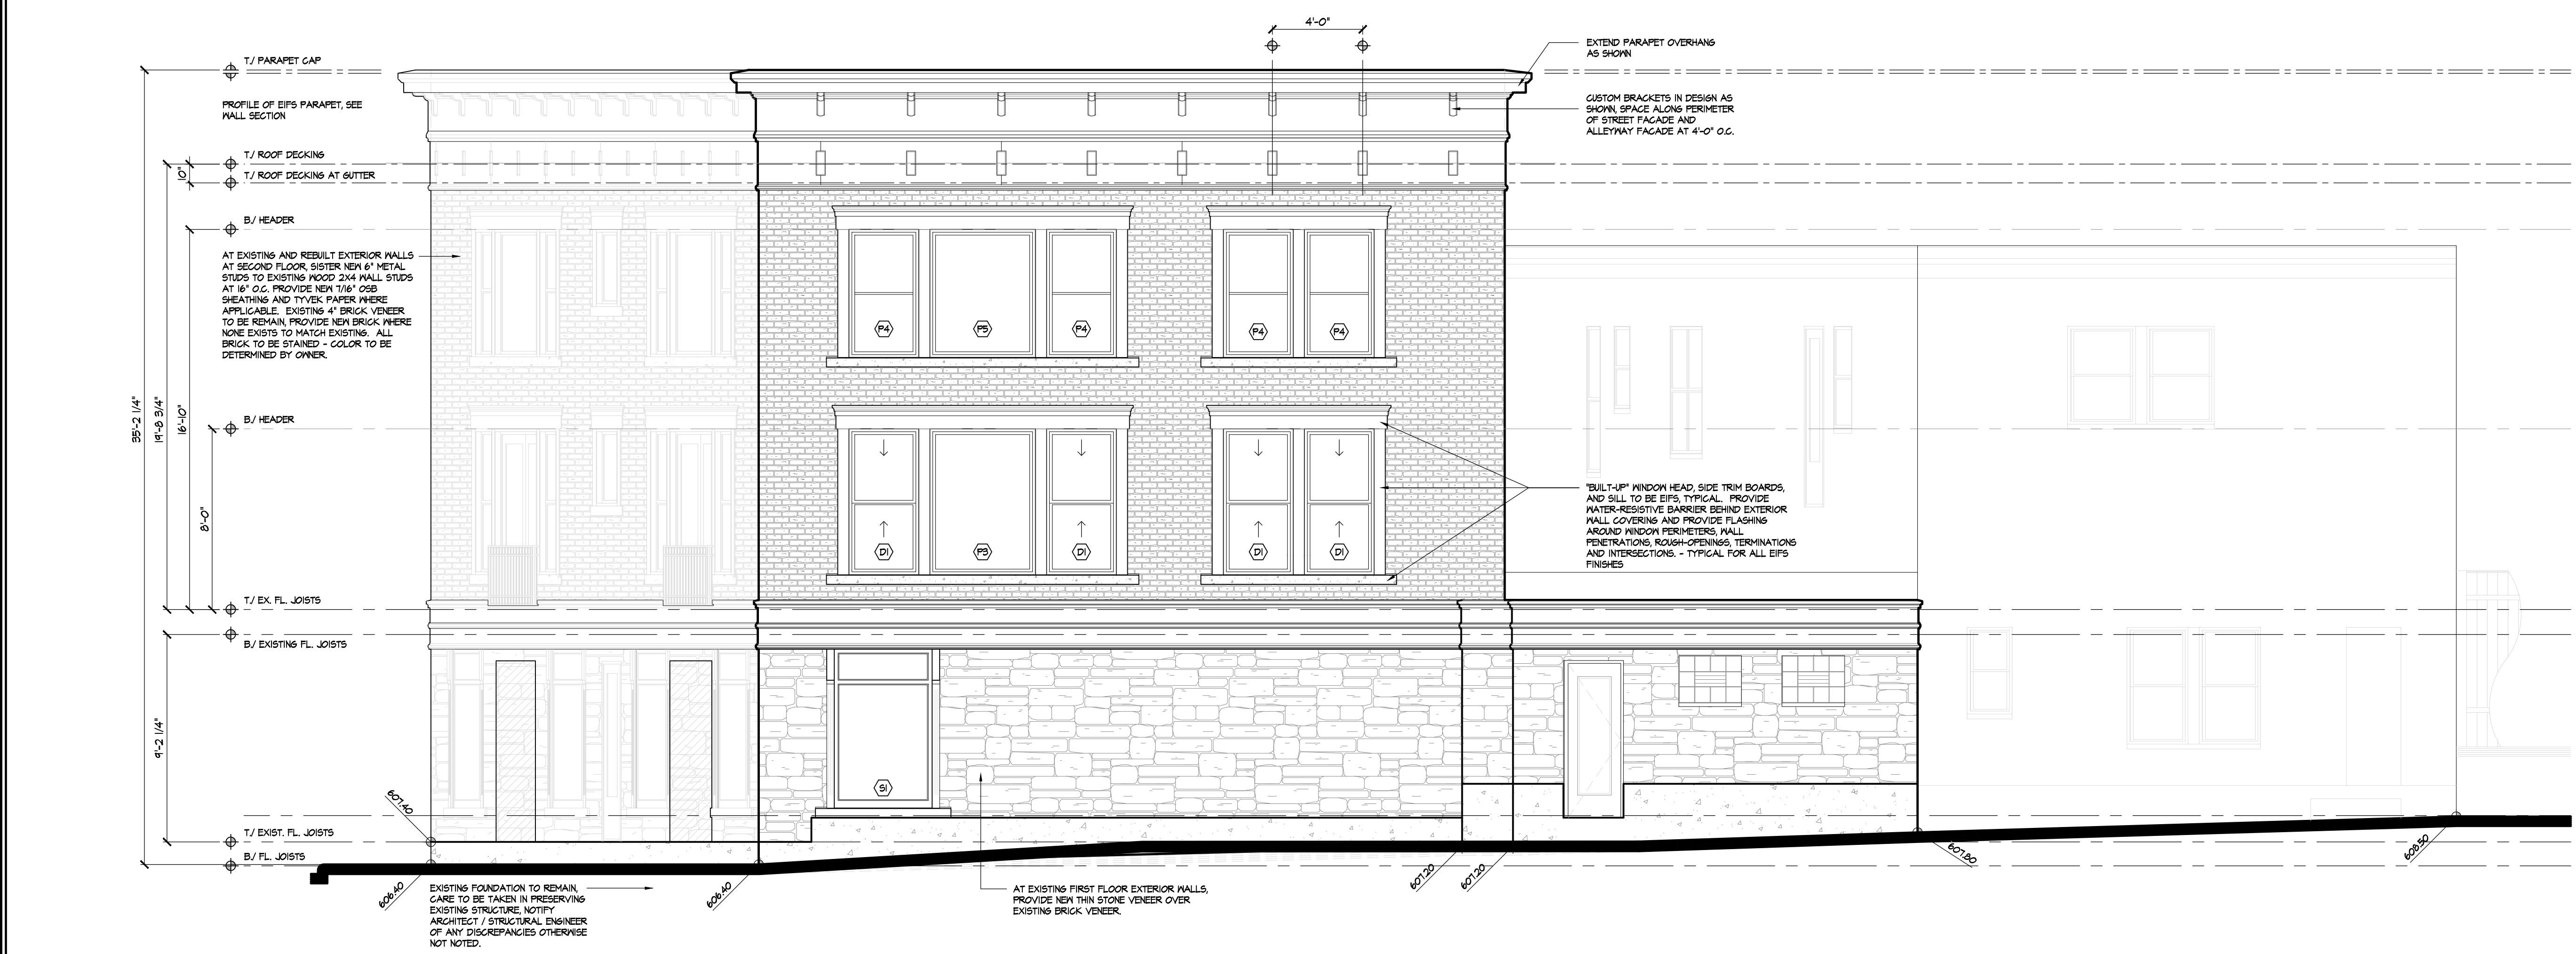 4'-0"
EXTEND PARAPET OVERHANG
AS SHOWN
T./ PARAPET CAP
PROFILE OF EIFS PARAPET, SEE
WALL SECTION
CUSTOM BRACKETS IN DESIGN AS
SHOWN, SPACE ALONG PERIMETER
OF STREET FACADE AND
ALLEYWAY FACADE AT 4'-0" O.C.
T./ ROOF DECKING
10"
T./ ROOF DECKING AT GUTTER
B./ HEADER
AT EXISTING AND REBUILT EXTERIOR WALLS
AT SECOND FLOOR, SISTER NEW 6" METAL
STUDS TO EXISTING WOOD 2X4 WALL STUDS
AT 16" O.C. PROVIDE NEW 7/16" OSB
SHEATHING AND TYVEK PAPER WHERE
APPLICABLE.  EXISTING 4" BRICK VENEER
TO BE REMAIN, PROVIDE NEW BRICK WHERE
NONE EXISTS TO MATCH EXISTING.  ALL
BRICK TO BE STAINED - COLOR TO BE
DETERMINED BY OWNER.
P4 P5 P4 P4 P4
35'-2 1/4"
19'-8 3/4"
16'-10"
B./ HEADER
8'-0"
"BUILT-UP" WINDOW HEAD, SIDE TRIM BOARDS,
AND SILL TO BE EIFS, TYPICAL.  PROVIDE
WATER-RESISTIVE BARRIER BEHIND EXTERIOR
WALL COVERING AND PROVIDE FLASHING
AROUND WINDOW PERIMETERS, WALL
PENETRATIONS, ROUGH-OPENINGS, TERMINATIONS
AND INTERSECTIONS. - TYPICAL FOR ALL EIFS
FINISHES
D1 P3 D1 D1 D1
T./ EX. FL. JOISTS
B./ EXISTING FL. JOISTS
9'-2 1/4"
S1
607.40
T./ EXIST. FL. JOISTS
B./ FL. JOISTS
606.40
606.40
607.20
607.20
607.80
608.50
EXISTING FOUNDATION TO REMAIN,
CARE TO BE TAKEN IN PRESERVING
EXISTING STRUCTURE, NOTIFY
ARCHITECT / STRUCTURAL ENGINEER
OF ANY DISCREPANCIES OTHERWISE
NOT NOTED.
AT EXISTING FIRST FLOOR EXTERIOR WALLS,
PROVIDE NEW THIN STONE VENEER OVER
EXISTING BRICK VENEER.